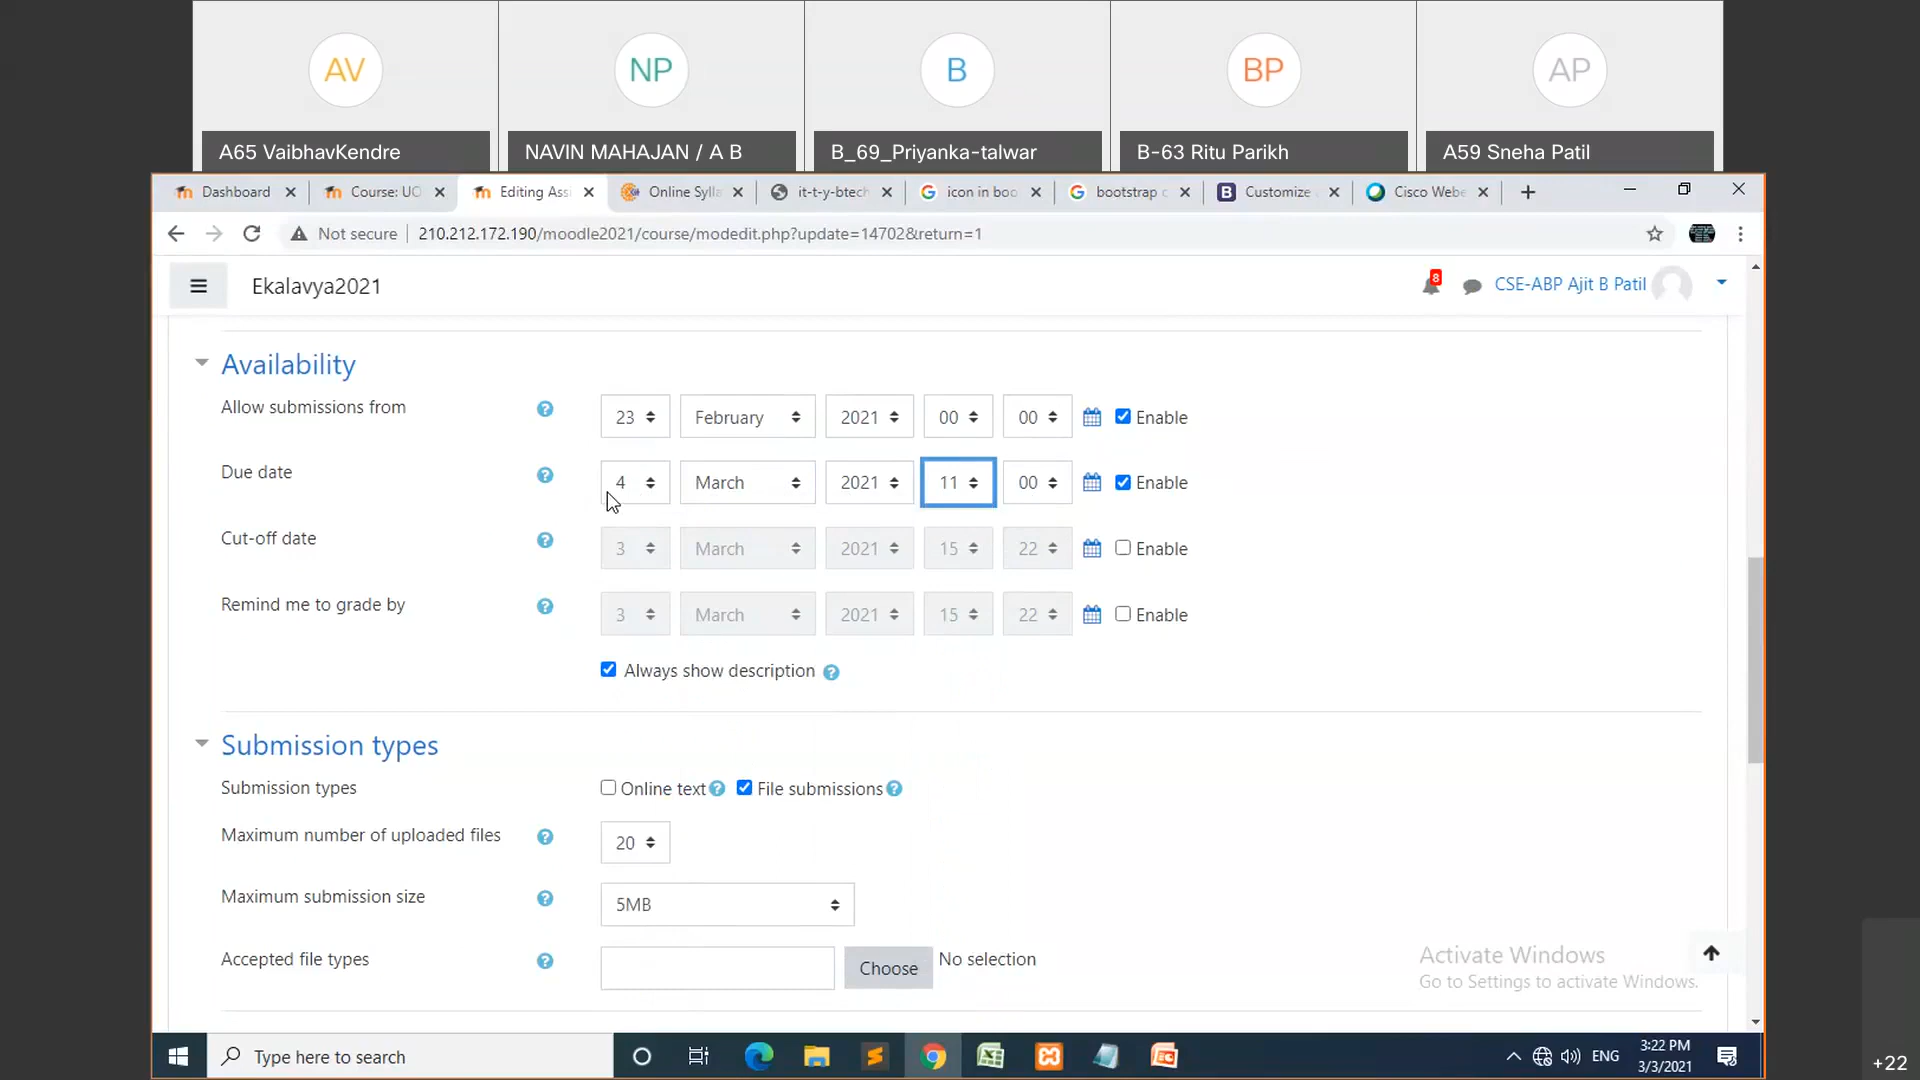 AV
NP
B
BP
AP
A65 VaibhavKendre
NAVIN MAHAJAN / A B
B_69_Priyanka-talwar
B-63 Ritu Parikh
A59 Sneha Patil
Dashboard
Course: UC
Editing Assi
Online Sylla
it-t-y-btech
icon in boo
bootstrap c
Customize
Cisco Webe
Not secure 210.212.172.190/moodle2021/course/modedit.php?update=14702&return=1
Ekalavya2021
8
CSE-ABP Ajit B Patil
Availability
Allow submissions from 23 February 2021 00 00 Enable
Due date 4 March 2021 11 00 Enable
Cut-off date 3 March 2021 15 22 Enable
Remind me to grade by 3 March 2021 15 22 Enable
Always show description
Submission types
Submission types Online text File submissions
Maximum number of uploaded files 20
Maximum submission size 5MB
Accepted file types Choose No selection
Activate Windows
Go to Settings to activate Windows.
Type here to search
ENG
3:22 PM
3/3/2021
+22